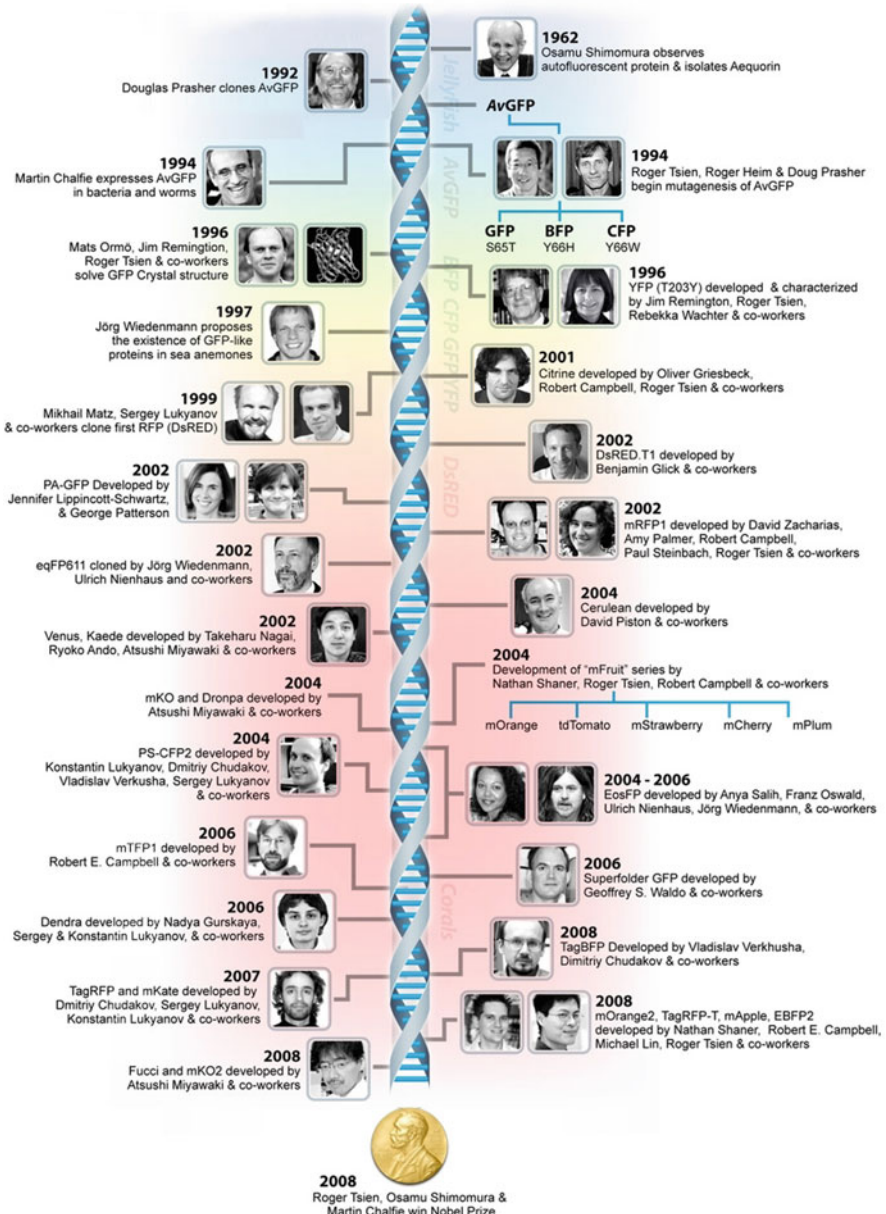 1962
Osamu Shimomura observes
autofluorescent protein & isolates Aequorin
1992
Douglas Prasher clones AvGFP
Jellyfish
AvGFP
1994
Martin Chalfie expresses AvGFP
in bacteria and worms
1994
Roger Tsien, Roger Heim & Doug Prasher
begin mutagenesis of AvGFP
AvGFP
GFP BFP CFP
S65T Y66H Y66W
1996
Mats Ormö, Jim Remingtion,
Roger Tsien & co-workers
solve GFP Crystal structure
1996
YFP (T203Y) developed & characterized
by Jim Remington, Roger Tsien,
Rebekka Wachter & co-workers
BFP CFP GFP YFP
1997
Jörg Wiedenmann proposes
the existence of GFP-like
proteins in sea anemones
2001
Citrine developed by Oliver Griesbeck,
Robert Campbell, Roger Tsien & co-workers
1999
Mikhail Matz, Sergey Lukyanov
& co-workers clone first RFP (DsRED)
2002
DsRED.T1 developed by
Benjamin Glick & co-workers
DsRED
2002
PA-GFP Developed by
Jennifer Lippincott-Schwartz,
& George Patterson
2002
mRFP1 developed by David Zacharias,
Amy Palmer, Robert Campbell,
Paul Steinbach, Roger Tsien & co-workers
2002
eqFP611 cloned by Jörg Wiedenmann,
Ulrich Nienhaus and co-workers
2004
Cerulean developed by
David Piston & co-workers
2002
Venus, Kaede developed by Takeharu Nagai,
Ryoko Ando, Atsushi Miyawaki & co-workers
2004
Development of “mFruit” series by
Nathan Shaner, Roger Tsien, Robert Campbell & co-workers
mOrange tdTomato mStrawberry mCherry mPlum
2004
mKO and Dronpa developed by
Atsushi Miyawaki & co-workers
2004
PS-CFP2 developed by
Konstantin Lukyanov, Dmitriy Chudakov,
Vladislav Verkusha, Sergey Lukyanov
& co-workers
2004 - 2006
EosFP developed by Anya Salih, Franz Oswald,
Ulrich Nienhaus, Jörg Wiedenmann, & co-workers
2006
mTFP1 developed by
Robert E. Campbell & co-workers
2006
Superfolder GFP developed by
Geoffrey S. Waldo & co-workers
Corals
2006
Dendra developed by Nadya Gurskaya,
Sergey & Konstantin Lukyanov, & co-workers
2008
TagBFP Developed by Vladislav Verkhusha,
Dimitriy Chudakov & co-workers
2007
TagRFP and mKate developed by
Dmitriy Chudakov, Sergey Lukyanov,
Konstantin Lukyanov & co-workers
2008
mOrange2, TagRFP-T, mApple, EBFP2
developed by Nathan Shaner, Robert E. Campbell,
Michael Lin, Roger Tsien & co-workers
2008
Fucci and mKO2 developed by
Atsushi Miyawaki & co-workers
2008
Roger Tsien, Osamu Shimomura &
Martin Chalfie win Nobel Prize